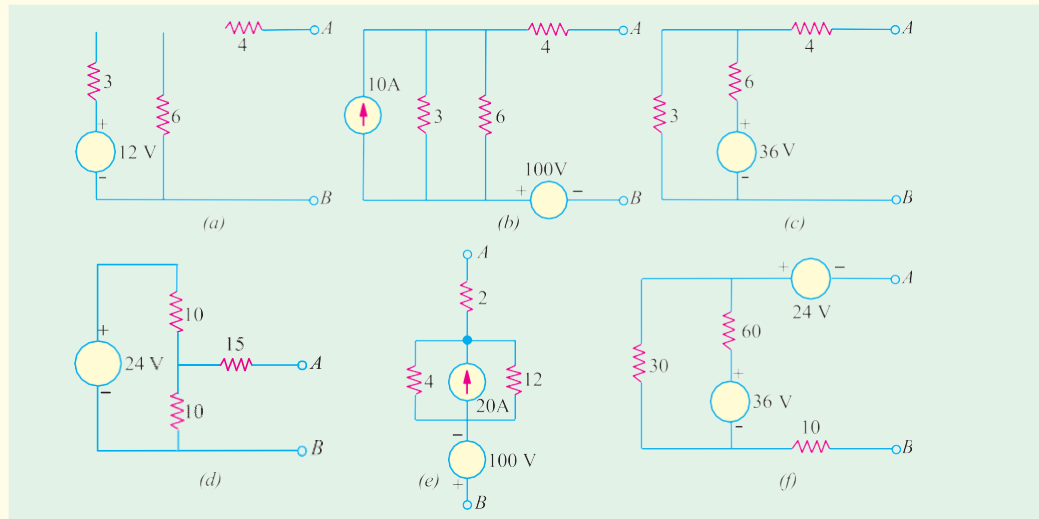 4 A
3
6
+
12 V
-
B
(a)
4 A
10A
3 6
100V
+ −
B
(b)
4 A
6
3
+
36 V
-
B
(c)
10
+
24 V
−
15
A
10
B
(d)
A
2
4 12
20A
−
100 V
+
B
(e)
+ − A
24 V
60
30
+
36 V
-
10
B
(f)